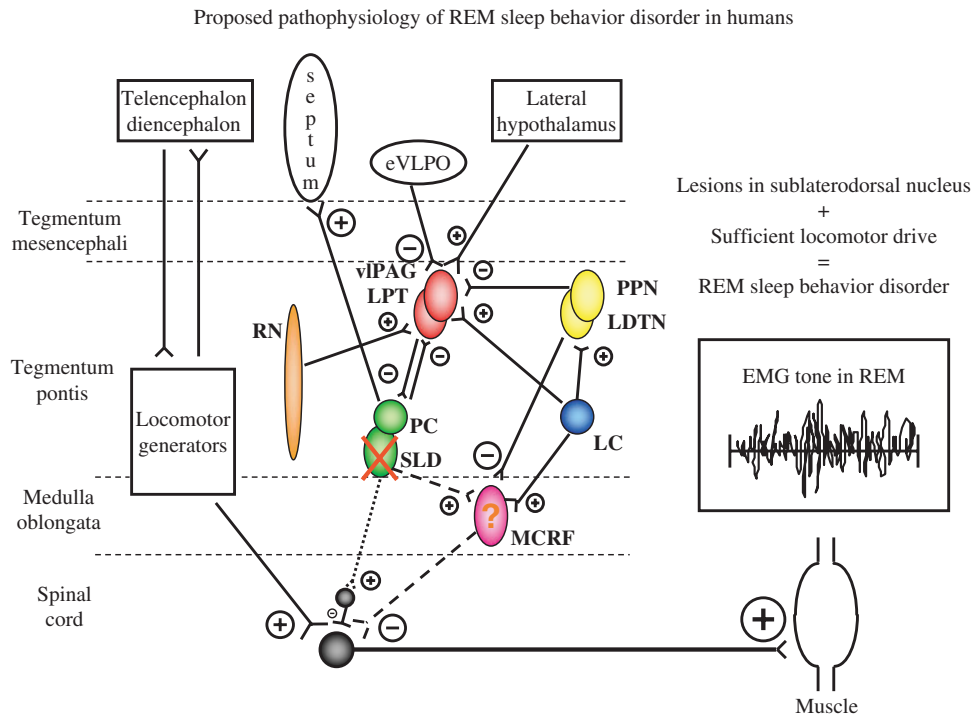 Proposed pathophysiology of REM sleep behavior disorder in humans
Telencephalon
diencephalon
septum
eVLPO
Lateral
hypothalamus
Tegmentum
mesencephali
Lesions in sublaterodorsal nucleus
+
Sufficient locomotor drive
=
REM sleep behavior disorder
+
−
+
−
vlPAG
LPT
PPN
LDTN
RN
+
+
−
−
+
Tegmentum
pontis
Locomotor
generators
PC
SLD
LC
EMG tone in REM
−
Medulla
oblongata
+
+
?
MCRF
Spinal
cord
+
−
+
−
+
Muscle